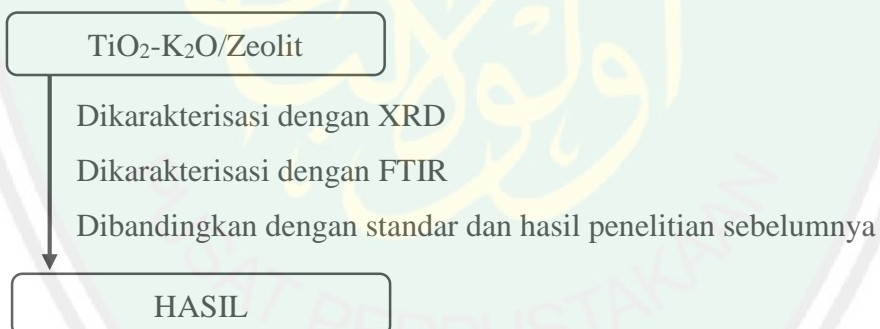 TiO₂-K₂O/Zeolit
Dikarakterisasi dengan XRD
Dikarakterisasi dengan FTIR
Dibandingkan dengan standar dan hasil penelitian sebelumnya
HASIL